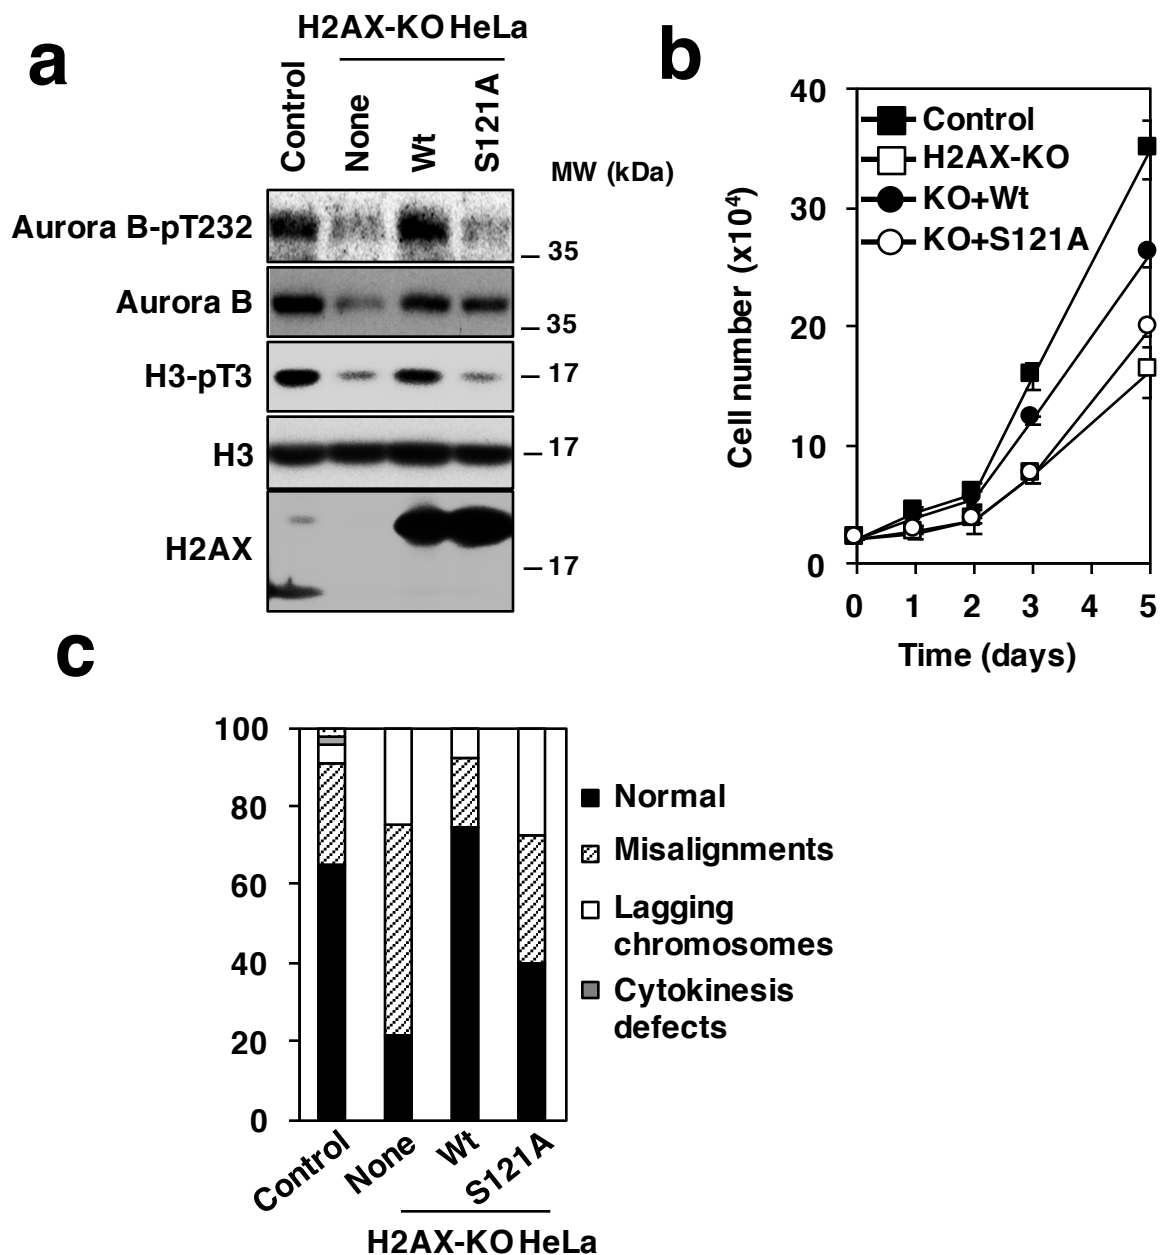 a
H2AX-KO HeLa
Control
None
Wt
S121A
MW (kDa)
Aurora B-pT232
35
Aurora B
35
H3-pT3
17
H3
17
H2AX
17
b
40
30
20
10
0
Cell number (x10⁴)
Control
H2AX-KO
KO+Wt
KO+S121A
0 1 2 3 4 5
Time (days)
c
100
80
60
40
20
0
Normal
Misalignments
Lagging
chromosomes
Cytokinesis
defects
Control
None
Wt
S121A
H2AX-KO HeLa